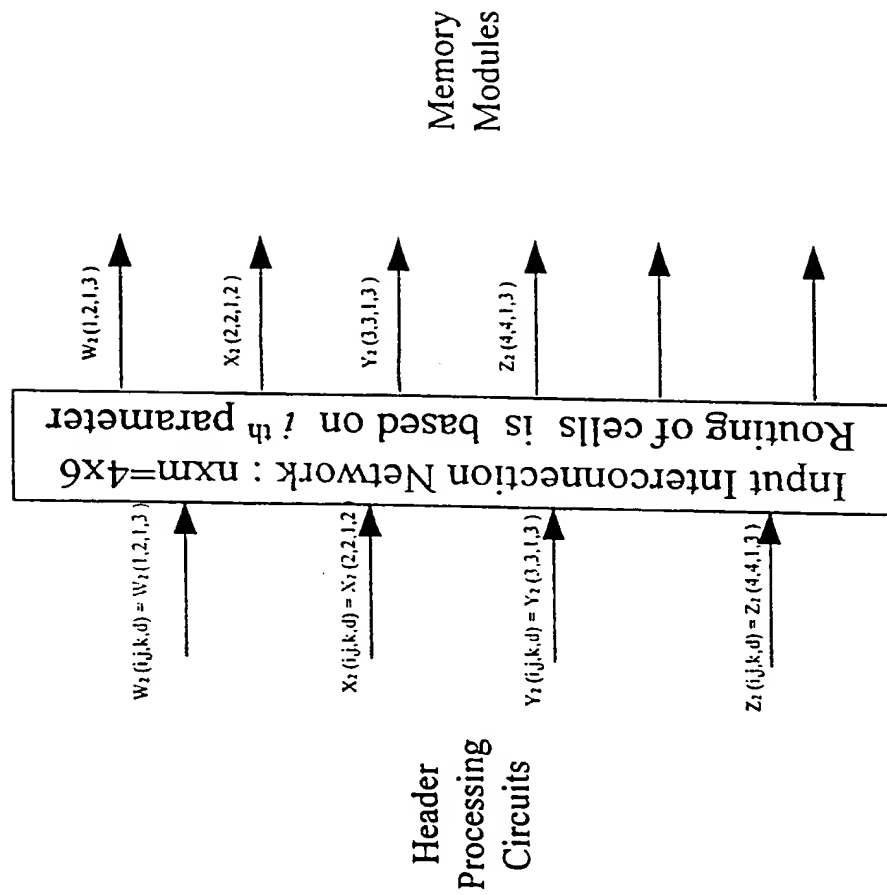 Header
Processing
Circuits
W₂(i,j,k,d) = W₂(1,2,1,3)
X₂(i,j,k,d) = X₂(2,2,1,2
Y₂(i,j,k,d) = Y₂(3,3,1,3)
Z₂(i,j,k,d) = Z₂(4,4,1,3)
Input Interconnection Network : nxm=4x6
Routing of cells is based on i th parameter
W₂(1,2,1,3)
X₂(2,2,1,2)
Y₂(3,3,1,3)
Z₂(4,4,1,3)
Memory
Modules